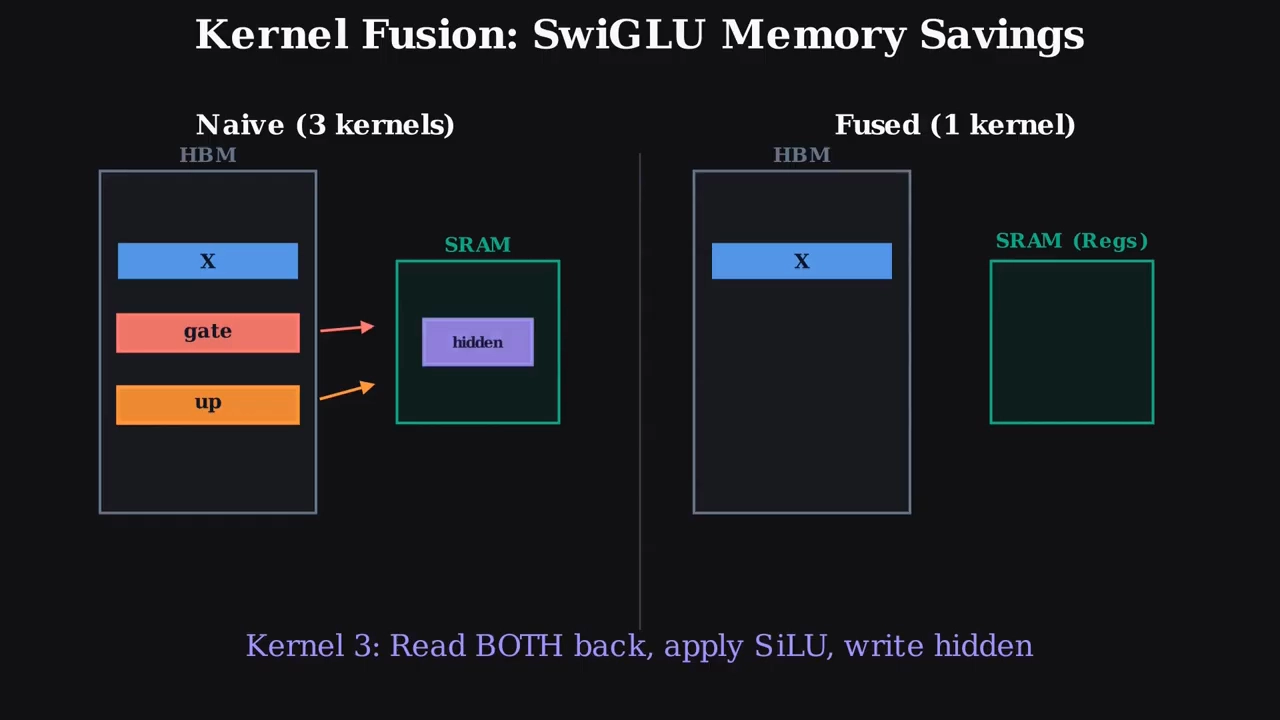 Kernel Fusion: SwiGLU Memory Savings
Naive (3 kernels)
HBM
X
gate
up
SRAM
hidden
Fused (1 kernel)
HBM
X
SRAM (Regs)
Kernel 3: Read BOTH back, apply SiLU, write hidden